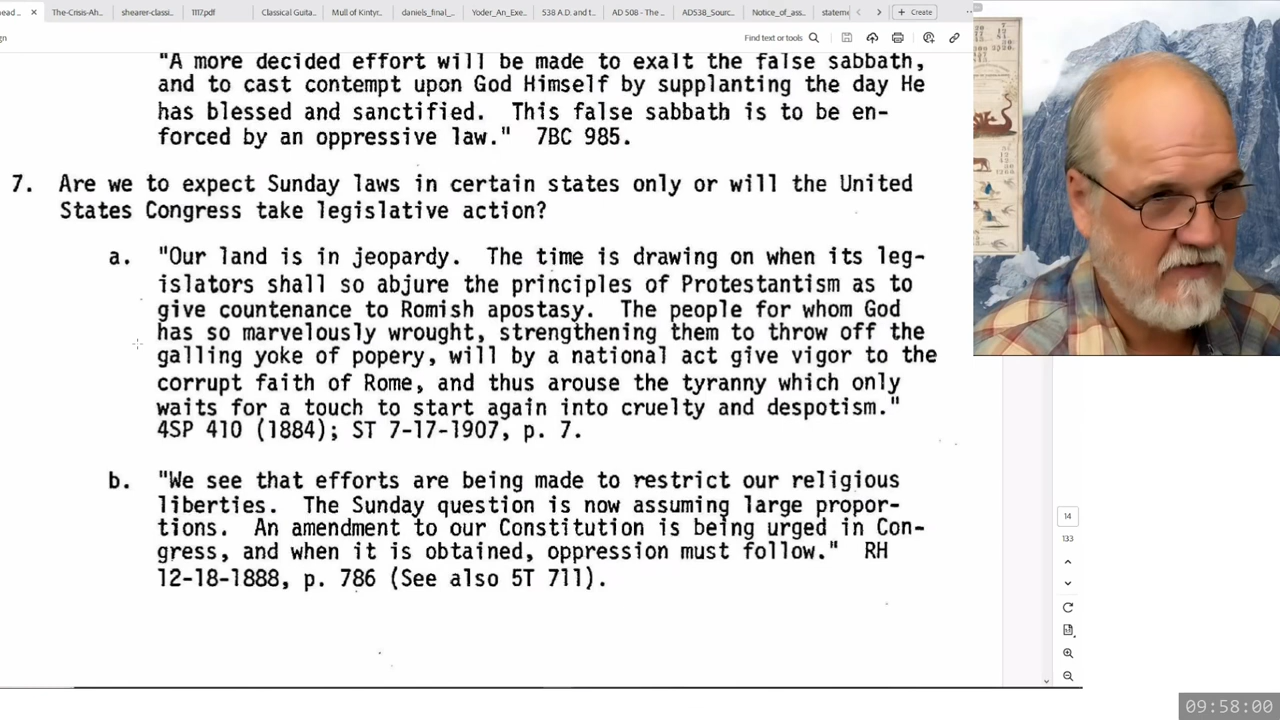 ead ...
The-Crisis-Ah..
shearer-classi..
1117.pdf
Classical Guita..
Mull of Kintyr..
daniels_final_...
Yoder_An_Exe..
538 A.D. and t...
AD 508 - The ...
AD538_Sourc..
Notice_of_ass..
stateme
Create
gn
Find text or tools
"A more decided effort will be made to exalt the false sabbath,
and to cast contempt upon God Himself by supplanting the day He
has blessed and sanctified. This false sabbath is to be en-
forced by an oppressive law." 7BC 985.
7. Are we to expect Sunday laws in certain states only or will the United
States Congress take legislative action?
a. "Our land is in jeopardy. The time is drawing on when its leg-
islators shall so abjure the principles of Protestantism as to
give countenance to Romish apostasy. The people for whom God
has so marvelously wrought, strengthening them to throw off the
galling yoke of popery, will by a national act give vigor to the
corrupt faith of Rome, and thus arouse the tyranny which only
waits for a touch to start again into cruelty and despotism."
4SP 410 (1884); ST 7-17-1907, p. 7.
b. "We see that efforts are being made to restrict our religious
liberties. The Sunday question is now assuming large propor-
tions. An amendment to our Constitution is being urged in Con-
gress, and when it is obtained, oppression must follow." RH
12-18-1888, p. 786 (See also 5T 711).
14
133
09:58:00